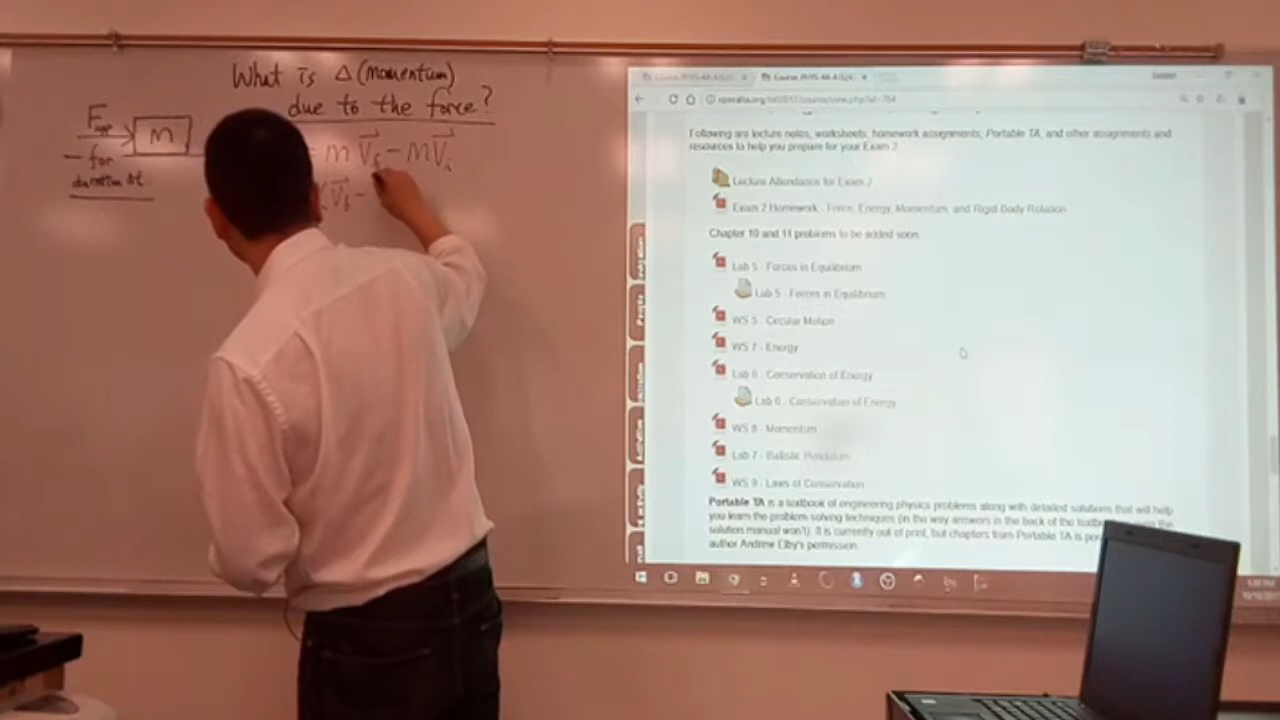 What is Δ (momentum)
due to the force?
F_app
m
- for
duration Δt
= m V⃗_f - m V⃗_i
(V⃗_f -
Following are lecture notes, worksheets, homework assignments, Portable TA, and other assignments and
resources to help you prepare for your Exam 2
Lecture Attendance for Exam 2
Exam 2 Homework - Force, Energy, Momentum, and Rigid-Body Rotation
Chapter 10 and 11 problems to be added soon.
Lab 5 - Forces in Equilibrium
Lab 5 - Forces in Equilibrium
WS 5 - Circular Motion
WS 7 - Energy
Lab 6 - Conservation of Energy
Lab 6 - Conservation of Energy
WS 8 - Momentum
Lab 7 - Ballistic Pendulum
WS 9 - Laws of Conservation
Portable TA is a textbook of engineering physics problems along with detailed solutions that will help
you learn the problem-solving techniques (in the way answers in the back of the
solution manual won't). It is currently out of print, but chapters from Portable TA is
author Andrew Elby's permission.